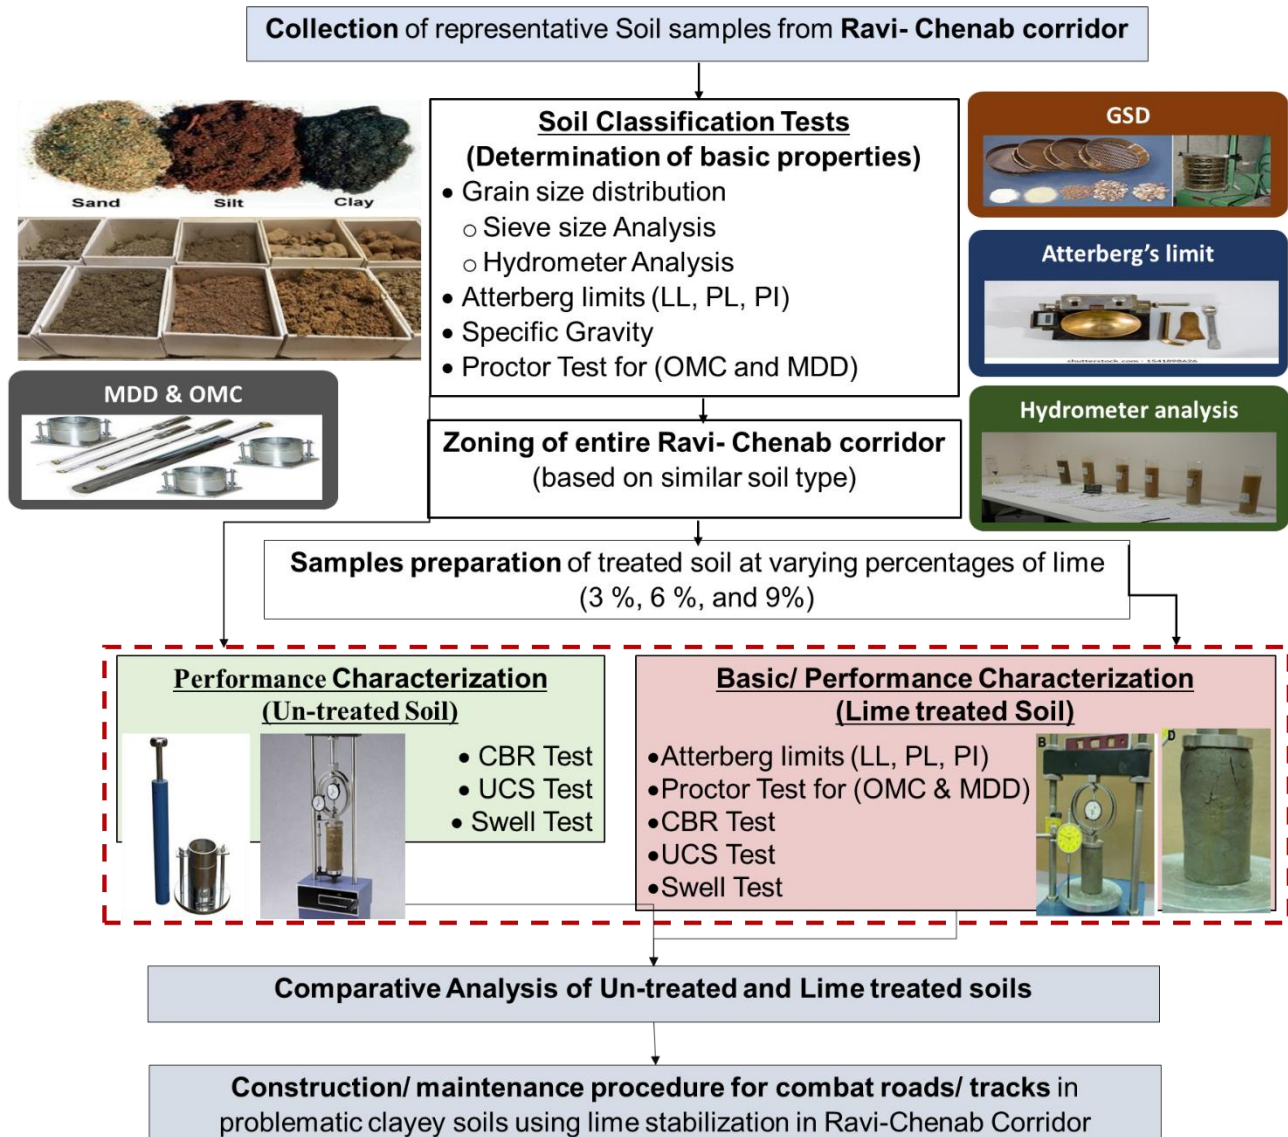 Collection of representative Soil samples from Ravi- Chenab corridor
Sand Silt Clay
MDD & OMC
Soil Classification Tests
(Determination of basic properties)
• Grain size distribution
o Sieve size Analysis
o Hydrometer Analysis
• Atterberg limits (LL, PL, PI)
• Specific Gravity
• Proctor Test for (OMC and MDD)
GSD
Atterberg’s limit
shutterstock.com · 1541898626
Hydrometer analysis
Zoning of entire Ravi- Chenab corridor
(based on similar soil type)
Samples preparation of treated soil at varying percentages of lime
(3 %, 6 %, and 9%)
Performance Characterization
(Un-treated Soil)
• CBR Test
• UCS Test
• Swell Test
Basic/ Performance Characterization
(Lime treated Soil)
•Atterberg limits (LL, PL, PI)
•Proctor Test for (OMC & MDD)
•CBR Test
•UCS Test
•Swell Test
B
D
Comparative Analysis of Un-treated and Lime treated soils
Construction/ maintenance procedure for combat roads/ tracks in
problematic clayey soils using lime stabilization in Ravi-Chenab Corridor